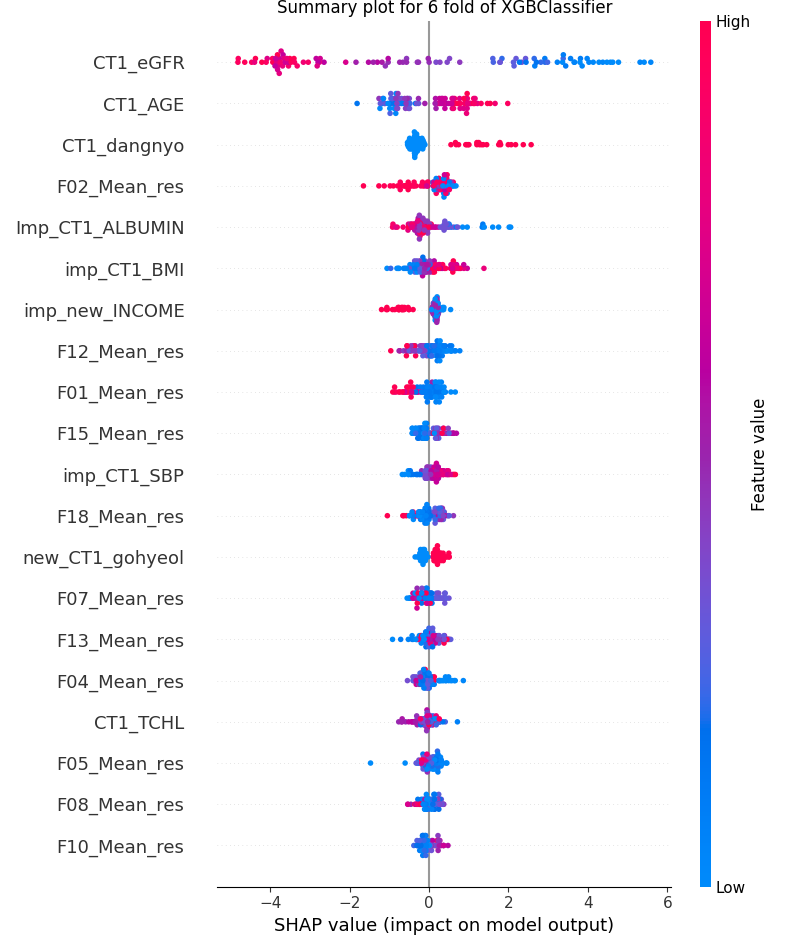 Summary plot for 6 fold of XGBClassifier
High
CT1_eGFR
CT1_AGE
CT1_dangnyo
F02_Mean_res
Imp_CT1_ALBUMIN
imp_CT1_BMI
imp_new_INCOME
F12_Mean_res
F01_Mean_res
F15_Mean_res
imp_CT1_SBP
F18_Mean_res
new_CT1_gohyeol
F07_Mean_res
F13_Mean_res
F04_Mean_res
CT1_TCHL
F05_Mean_res
F08_Mean_res
F10_Mean_res
Feature value
Low
−4 −2 0 2 4 6
SHAP value (impact on model output)